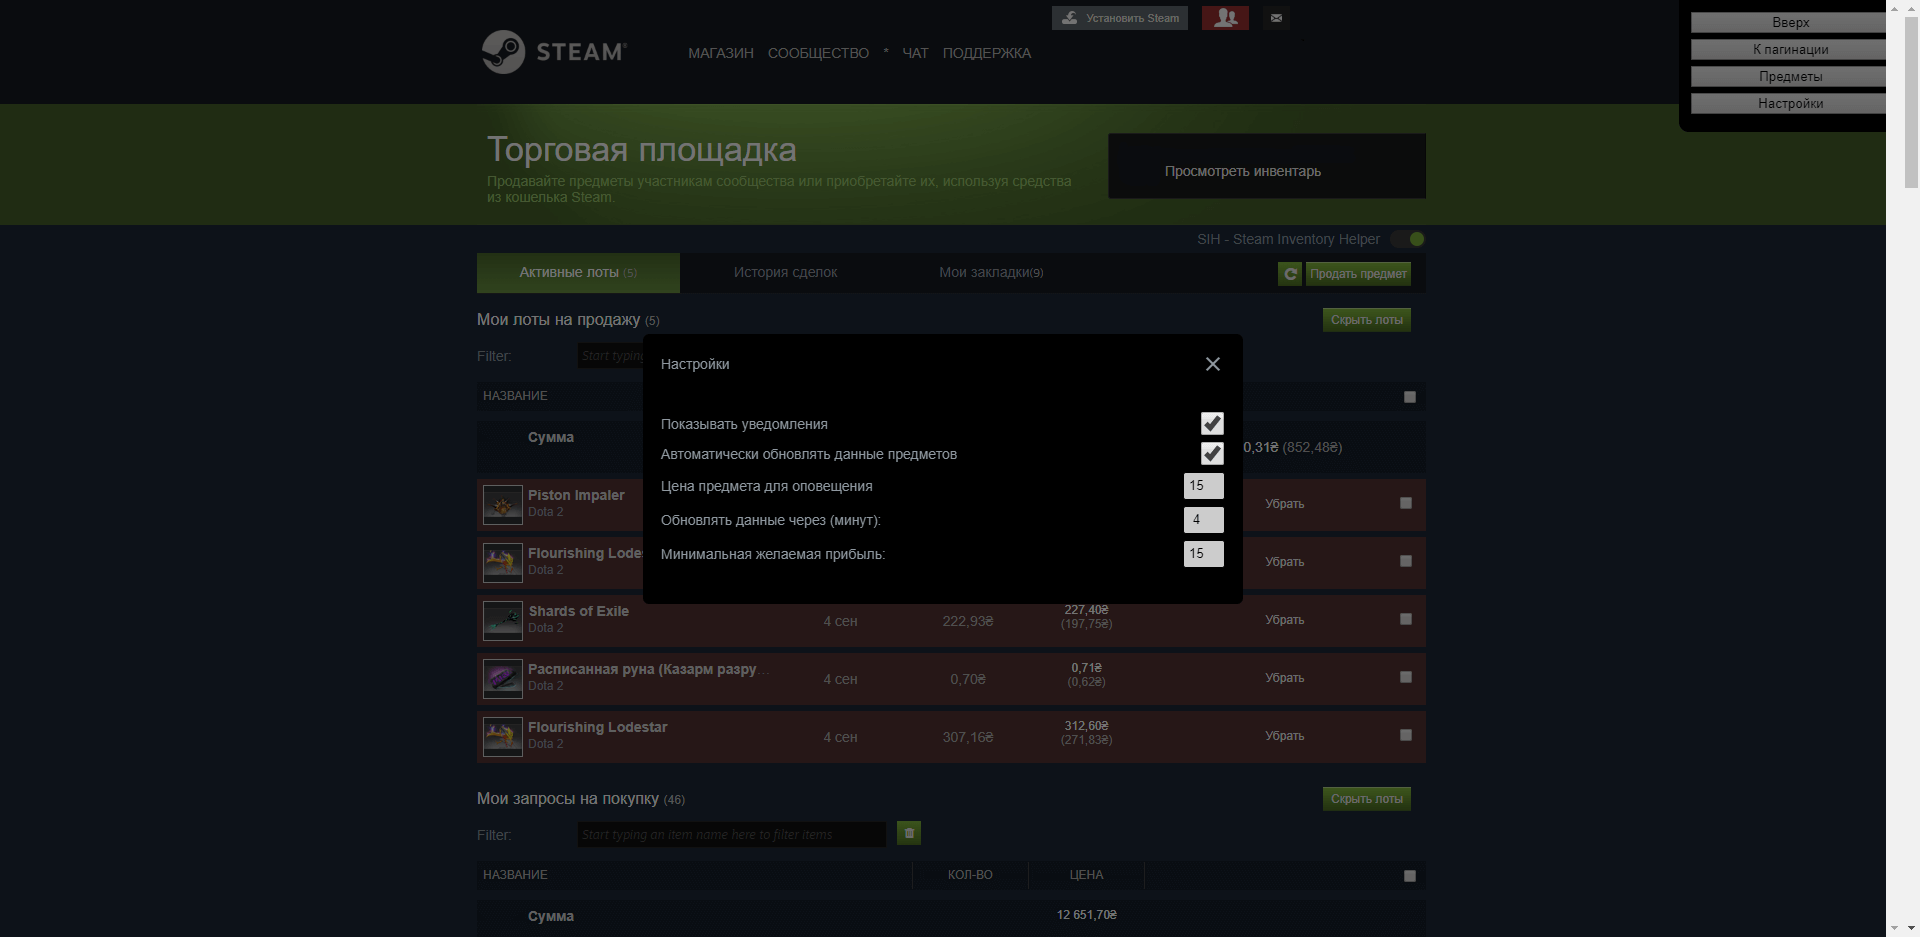 Установить Steam
STEAM
МАГАЗИН СООБЩЕСТВО * ЧАТ ПОДДЕРЖКА
Вверх
К пагинации
Предметы
Настройки
Торговая площадка
Продавайте предметы участникам сообщества или приобретайте их, используя средства
из кошелька Steam.
Просмотреть инвентарь
SIH - Steam Inventory Helper
Активные лоты (5) История сделок Мои закладки(9) Продать предмет
Мои лоты на продажу (5) Скрыть лоты
Filter: Start typing
НАЗВАНИЕ
Сумма 0,31₴ (852,48₴)
Настройки
Показывать уведомления
Автоматически обновлять данные предметов
Цена предмета для оповещения 15
Обновлять данные через (минут): 4
Минимальная желаемая прибыль: 15
Piston Impaler
Dota 2
Убрать
Flourishing Lode
Dota 2
Убрать
Shards of Exile
Dota 2
4 сен 222,93₴ 227,40₴
(197,75₴)
Убрать
Расписанная руна (Казарм разру...
Dota 2
4 сен 0,70₴ 0,71₴
(0,62₴)
Убрать
Flourishing Lodestar
Dota 2
4 сен 307,16₴ 312,60₴
(271,83₴)
Убрать
Мои запросы на покупку (46) Скрыть лоты
Filter: Start typing an item name here to filter items
НАЗВАНИЕ КОЛ-ВО ЦЕНА
Сумма 12 651,70₴